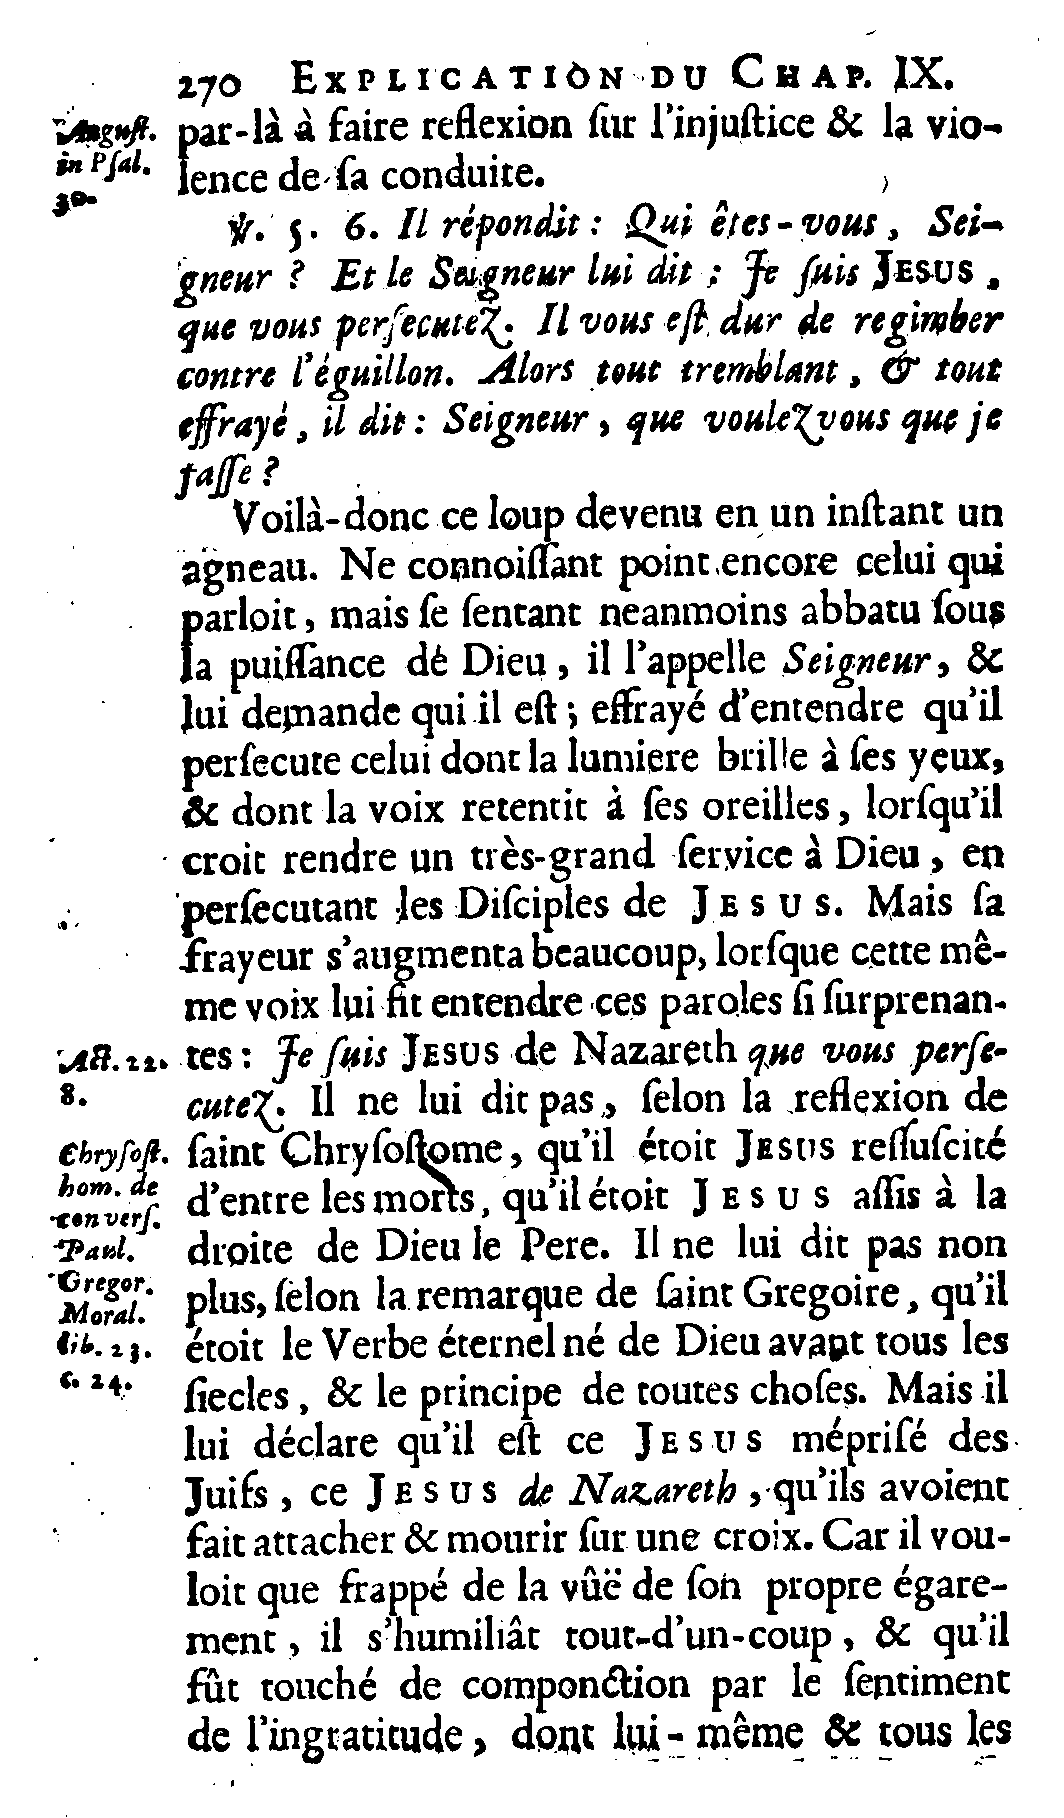 270 EXPLICATION DU CHAP. IX.
August.
in Psal.
30.
par-là à faire reflexion ſur l'injuſtice & la vio-
lence de ſa conduite.
℣. 5. 6. Il répondit : Qui êtes-vous, Sei-
gneur ? Et le Seigneur lui dit : Je ſuis JESUS,
que vous perſecutez. Il vous eſt dur de regimber
contre l'éguillon. Alors tout tremblant, & tout
effrayé, il dit : Seigneur, que voulez vous que je
faſſe ?
Voilà-donc ce loup devenu en un inſtant un
agneau. Ne connoiſſant point encore celui qui
parloit, mais ſe ſentant neanmoins abbatu ſous
la puiſſance de Dieu, il l'appelle Seigneur, &
lui demande qui il eſt ; effrayé d'entendre qu'il
perſecute celui dont la lumiere brille à ſes yeux,
& dont la voix retentit à ſes oreilles, lorſqu'il
croit rendre un très-grand ſervice à Dieu, en
perſecutant les Diſciples de JESUS. Mais ſa
frayeur s'augmenta beaucoup, lorſque cette mê-
me voix lui fit entendre ces paroles ſi ſurprenan-
Act. 22.
8.
tes : Je ſuis JESUS de Nazareth que vous perſe-
cutez. Il ne lui dit pas, ſelon la reflexion de
Chryſoſt.
hom. de
converſ.
Paul.
Gregor.
Moral.
lib. 23.
c. 24.
ſaint Chryſoſtome, qu'il étoit JESUS reſſuſcité
d'entre les morts, qu'il étoit JESUS aſſis à la
droite de Dieu le Pere. Il ne lui dit pas non
plus, ſelon la remarque de ſaint Gregoire, qu'il
étoit le Verbe éternel né de Dieu avant tous les
ſiecles, & le principe de toutes choſes. Mais il
lui déclare qu'il eſt ce JESUS mépriſé des
Juifs, ce JESUS de Nazareth, qu'ils avoient
fait attacher & mourir ſur une croix. Car il vou-
loit que frappé de la vûë de ſon propre égare-
ment, il s'humiliât tout-d'un-coup, & qu'il
fût touché de componction par le ſentiment
de l'ingratitude, dont lui-même & tous les